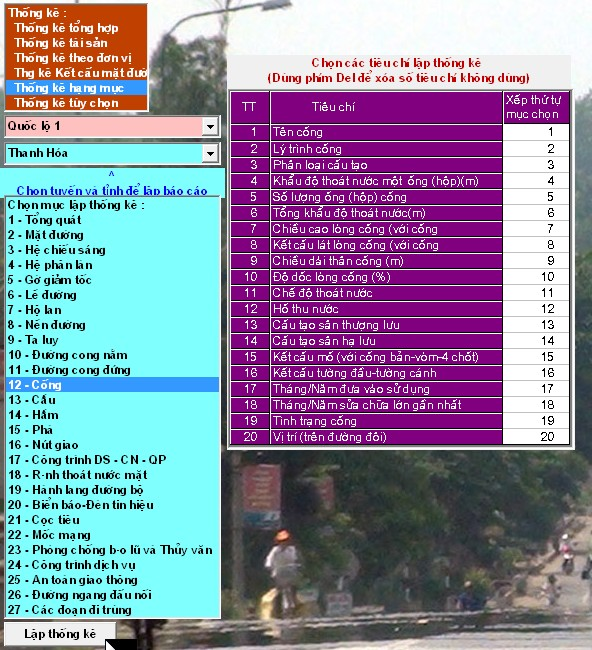 Thống kê :
Thống kê tổng hợp
Thống kê tài sản
Thống kê theo đơn vị
Thg kê Kết cấu mặt đườ
Thống kê hạng mục
Thống kê tùy chọn
Quốc lộ 1
Thanh Hóa
^
Chọn tuyến và tỉnh để lập báo cáo
Chọn mục lập thống kê :
1 - Tổng quát
2 - Mặt đường
3 - Hệ chiếu sáng
4 - Hệ phân lan
5 - Gờ giảm tốc
6 - Lề đường
7 - Hộ lan
8 - Nền đường
9 - Ta luy
10 - Đường cong nằm
11 - Đường cong đứng
12 - Cống
13 - Cầu
14 - Hầm
15 - Phà
16 - Nút giao
17 - Công trình DS - CN - QP
18 - R·nh thoát nước mặt
19 - Hành lang đường bộ
20 - Biển báo-Đèn tín hiệu
21 - Cọc tiêu
22 - Mốc mạng
23 - Phòng chống b·o lũ và Thủy văn
24 - Công trình dịch vụ
25 - An toàn giao thông
26 - Đường ngang đấu nối
27 - Các đoạn đi trùng
Lập thống kê
Chọn các tiêu chí lập thống kê
(Dùng phím Del để xóa số tiêu chí không dùng)
TT Tiêu chí Xếp thứ tự
mục chọn
1 Tên cống 1
2 Lý trình cống 2
3 Phân loại cấu tạo 3
4 Khẩu độ thoát nước một ống (hộp)(m) 4
5 Số lượng ống (hộp) cống 5
6 Tổng khẩu độ thoát nước(m) 6
7 Chiều cao lòng cống (với cống 7
8 Kết cấu lát lòng cống (với cống 8
9 Chiều dài thân cống (m) 9
10 Độ dốc lòng cống (%) 10
11 Chế độ thoát nước 11
12 Hố thu nước 12
13 Cấu tạo sân thượng lưu 13
14 Cấu tạo sân hạ lưu 14
15 Kết cấu mố (với cống bản-vòm-4 chốt) 15
16 Kết cấu tường đầu-tường cánh 16
17 Tháng/Năm đưa vào sử dụng 17
18 Tháng/Năm sửa chữa lớn gần nhất 18
19 Tình trạng cống 19
20 Vị trí (trên đường đôi) 20